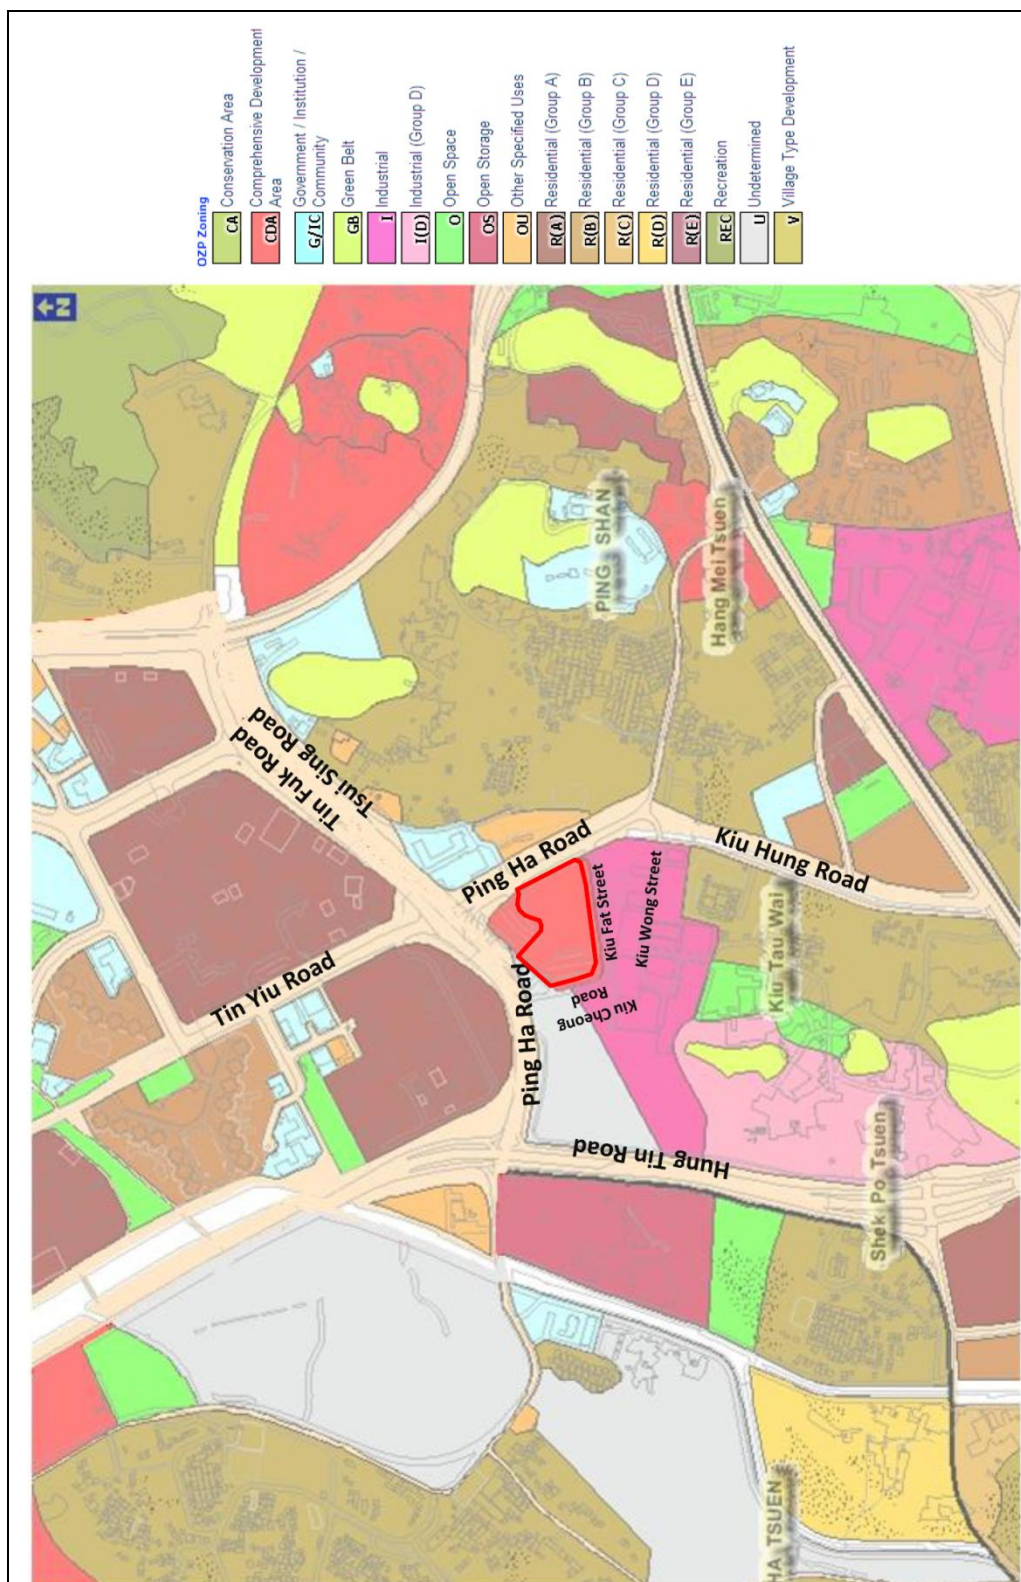 OZP Zoning
CA Conservation Area
CDA Comprehensive Development
Area
G/IC Government / Institution /
Community
GB Green Belt
I Industrial
I(D) Industrial (Group D)
O Open Space
OS Open Storage
OU Other Specified Uses
R(A) Residential (Group A)
R(B) Residential (Group B)
R(C) Residential (Group C)
R(D) Residential (Group D)
R(E) Residential (Group E)
REC Recreation
U Undetermined
V Village Type Development
N
Tin Fuk Road
Tsui Sing Road
Tin Yiu Road
Ping Ha Road
Ping Ha Road
Kiu Fat Street
Kiu Wong Street
Kiu Cheong
Road
Kiu Hung Road
Hung Tin Road
PING SHAN
Hang Mei Tsuen
Kiu Tau Wai
Shek Po Tsuen
HA TSUEN